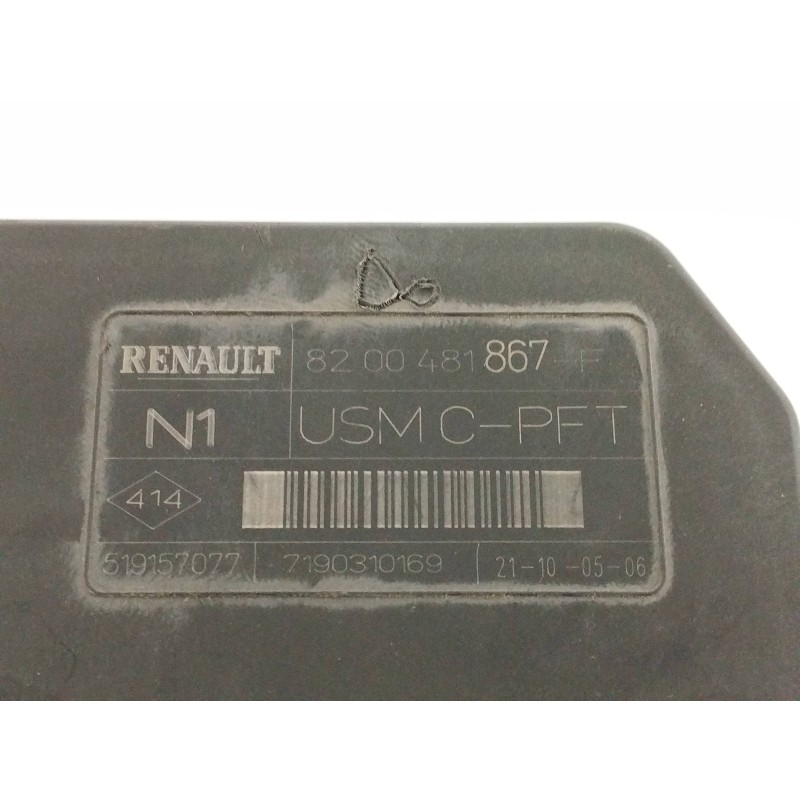 RENAULT 82 00 481 867-F
N1 USM C-PFT
414
519157077 7190310169 21-10-05-06